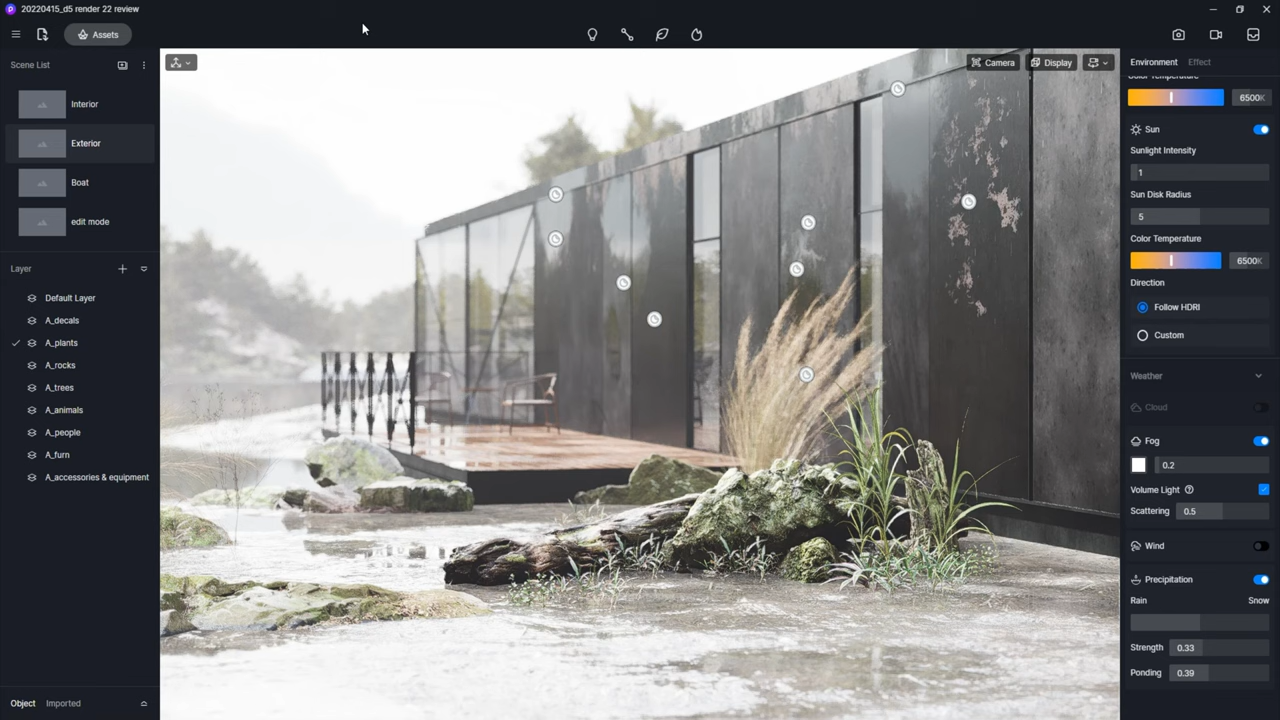 20220415_d5 render 22 review
Assets
Scene List
Interior
Exterior
Boat
edit mode
Layer
Default Layer
A_decals
A_plants
A_rocks
A_trees
A_animals
A_people
A_furn
A_accessories & equipment
Object
Imported
Camera
Display
Environment
Effect
Color Temperature
6500K
Sun
Sunlight Intensity
1
Sun Disk Radius
5
Color Temperature
6500K
Direction
Follow HDRI
Custom
Weather
Cloud
Fog
0.2
Volume Light
Scattering
0.5
Wind
Precipitation
Rain
Snow
Strength
0.33
Ponding
0.39